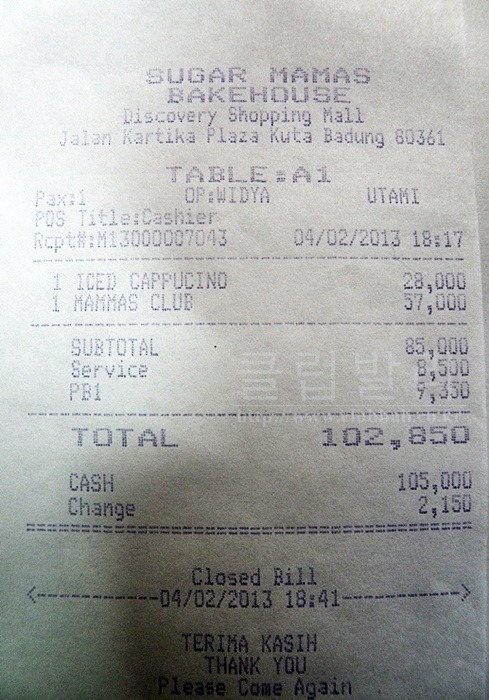 SUGAR MAMAS
BAKEHOUSE
Discovery Shopping Mall
Jalan Kartika Plaza Kuta Badung 80361
TABLE:A1
Pax:1 OP:WIDYA UTAMI
POS Title:Cashier
Rcpt#:M13000007043 04/02/2013 18:17
1 ICED CAPPUCINO 28,000
1 MAMMAS CLUB 57,000
SUBTOTAL 85,000
Service 8,500
PB1 9,350
클럽발
TOTAL 102,850
CASH 105,000
Change 2,150
Closed Bill
<----------04/02/2013 18:41---------->
TERIMA KASIH
THANK YOU
Please Come Again